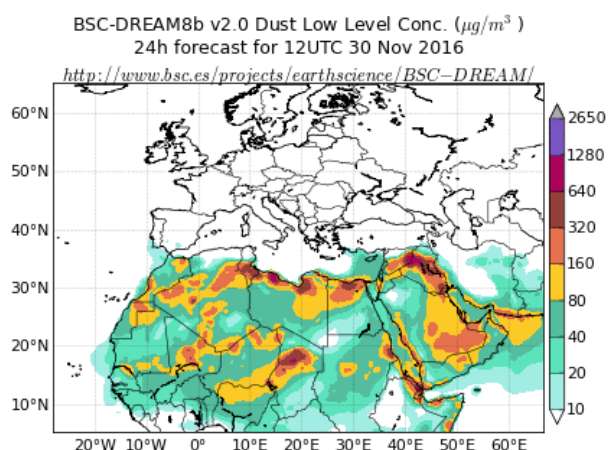 BSC-DREAM8b v2.0 Dust Low Level Conc. (μg/m³ )
24h forecast for 12UTC 30 Nov 2016
http://www.bsc.es/projects/earthscience/BSC−DREAM/
60°N
50°N
40°N
30°N
20°N
10°N
20°W
10°W
0°
10°E
20°E
30°E
40°E
50°E
60°E
2650
1280
640
320
160
80
40
20
10